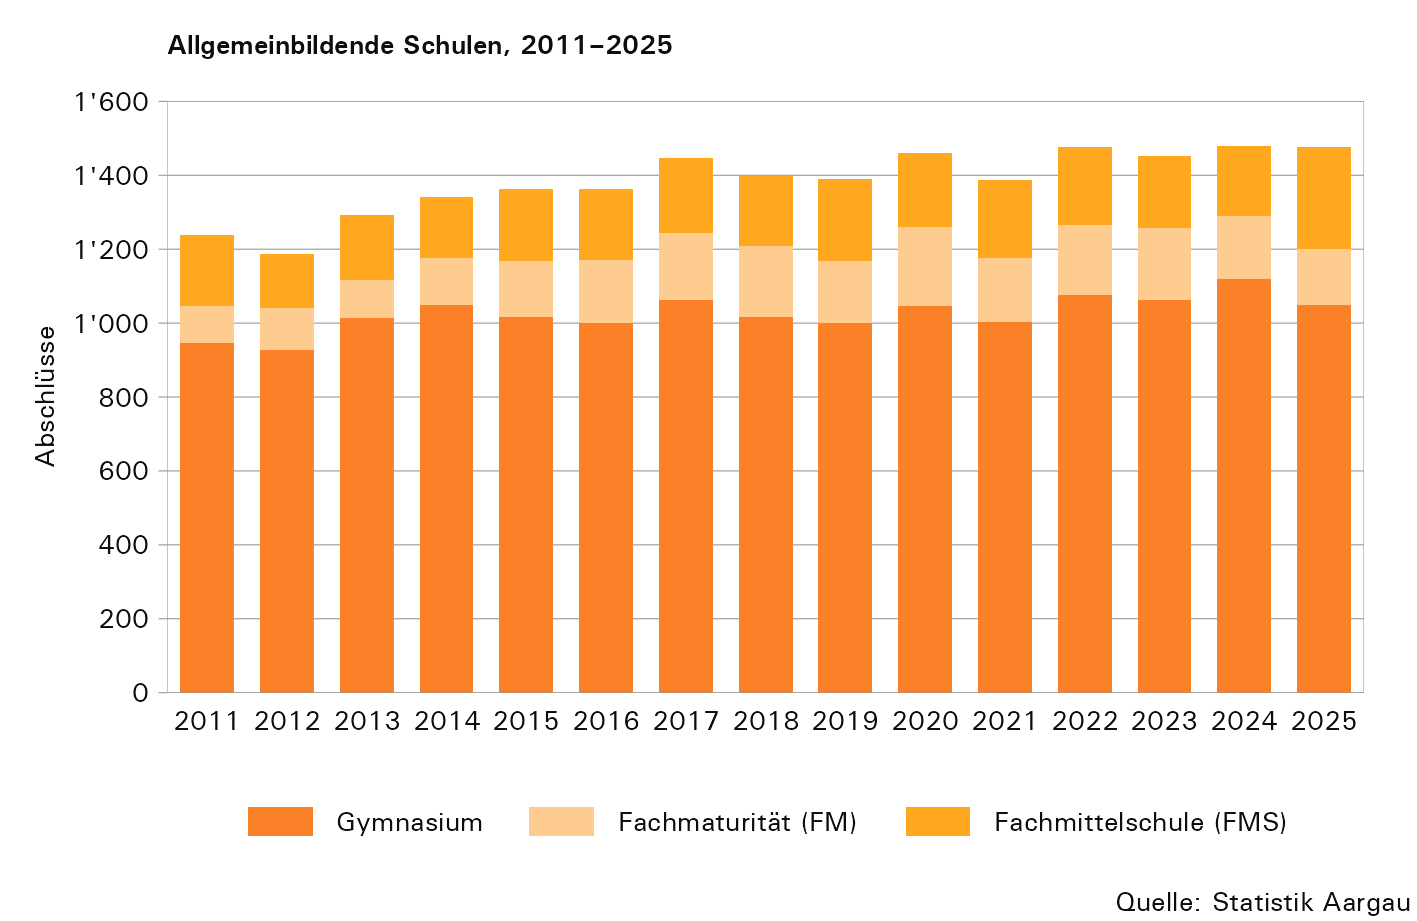 Allgemeinbildende Schulen, 2011–2025
1'600
1'400
1'200
1'000
800
600
400
200
0
Abschlüsse
2011 2012 2013 2014 2015 2016 2017 2018 2019 2020 2021 2022 2023 2024 2025
Gymnasium Fachmaturität (FM) Fachmittelschule (FMS)
Quelle: Statistik Aargau